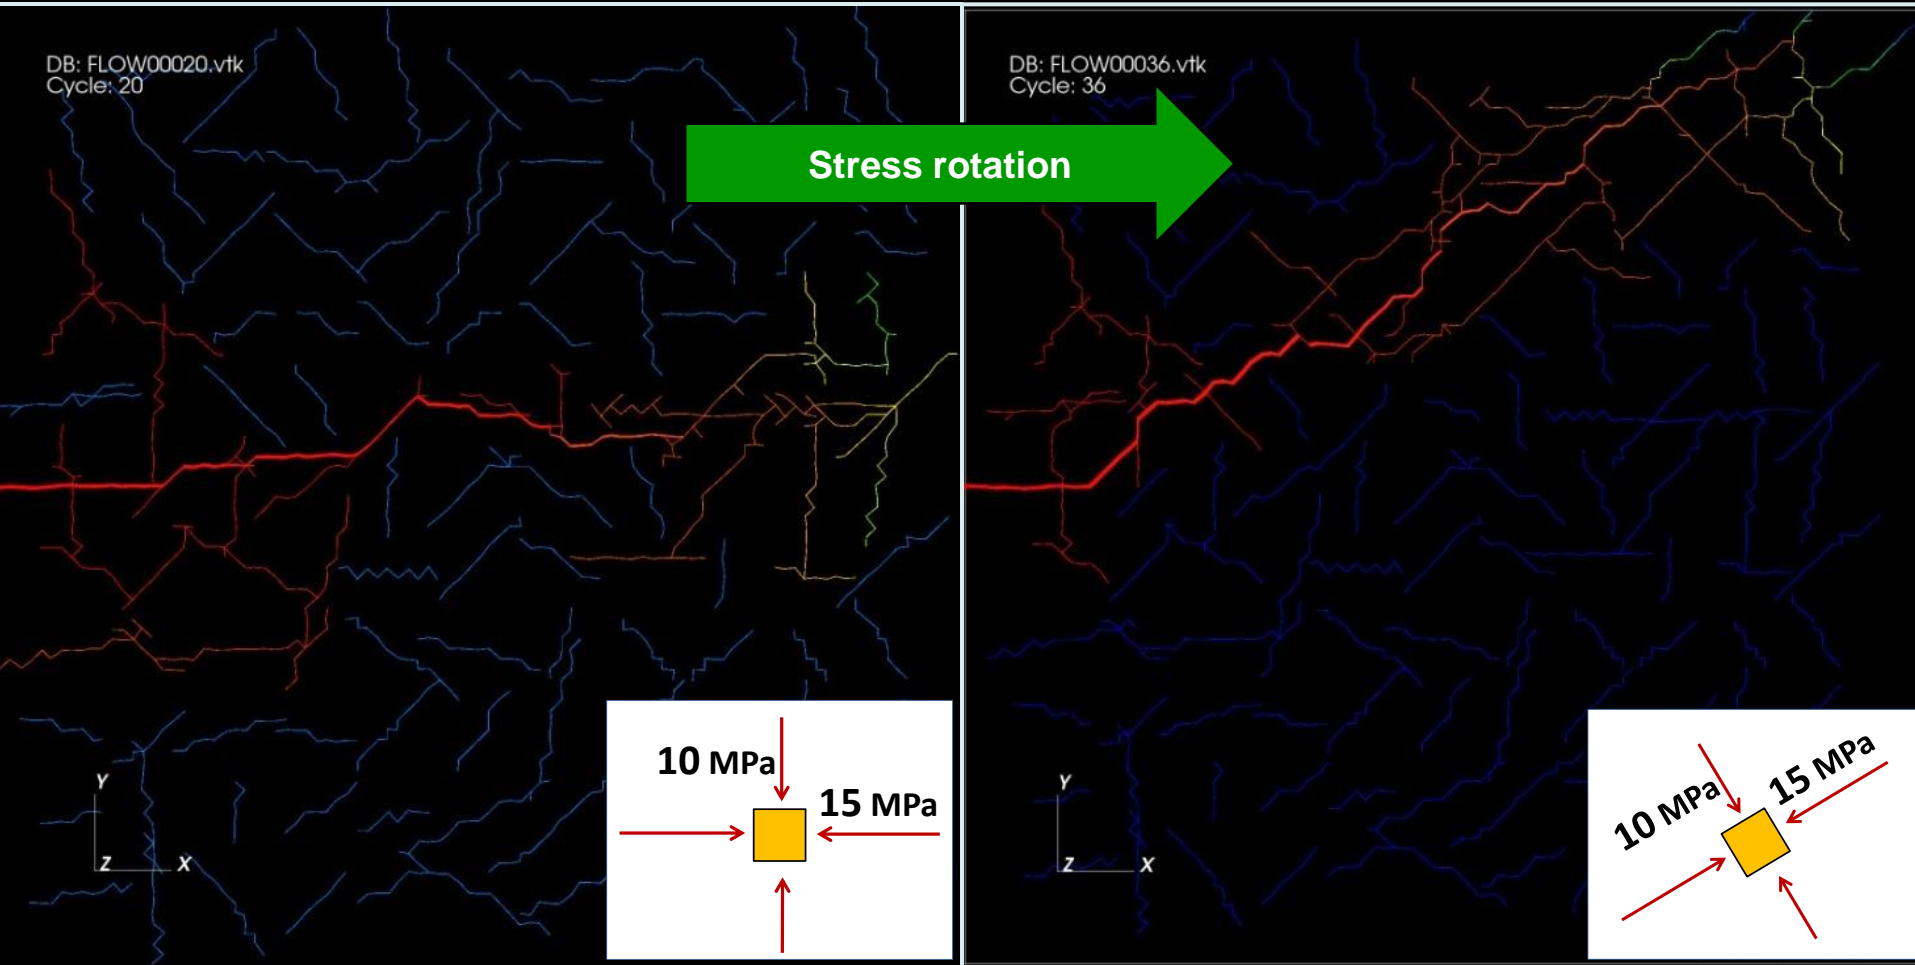 DB: FLOW00020.vtk
Cycle: 20
DB: FLOW00036.vtk
Cycle: 36
Stress rotation
10 MPa
15 MPa
Y
Z X
10 MPa
15 MPa
Y
Z X